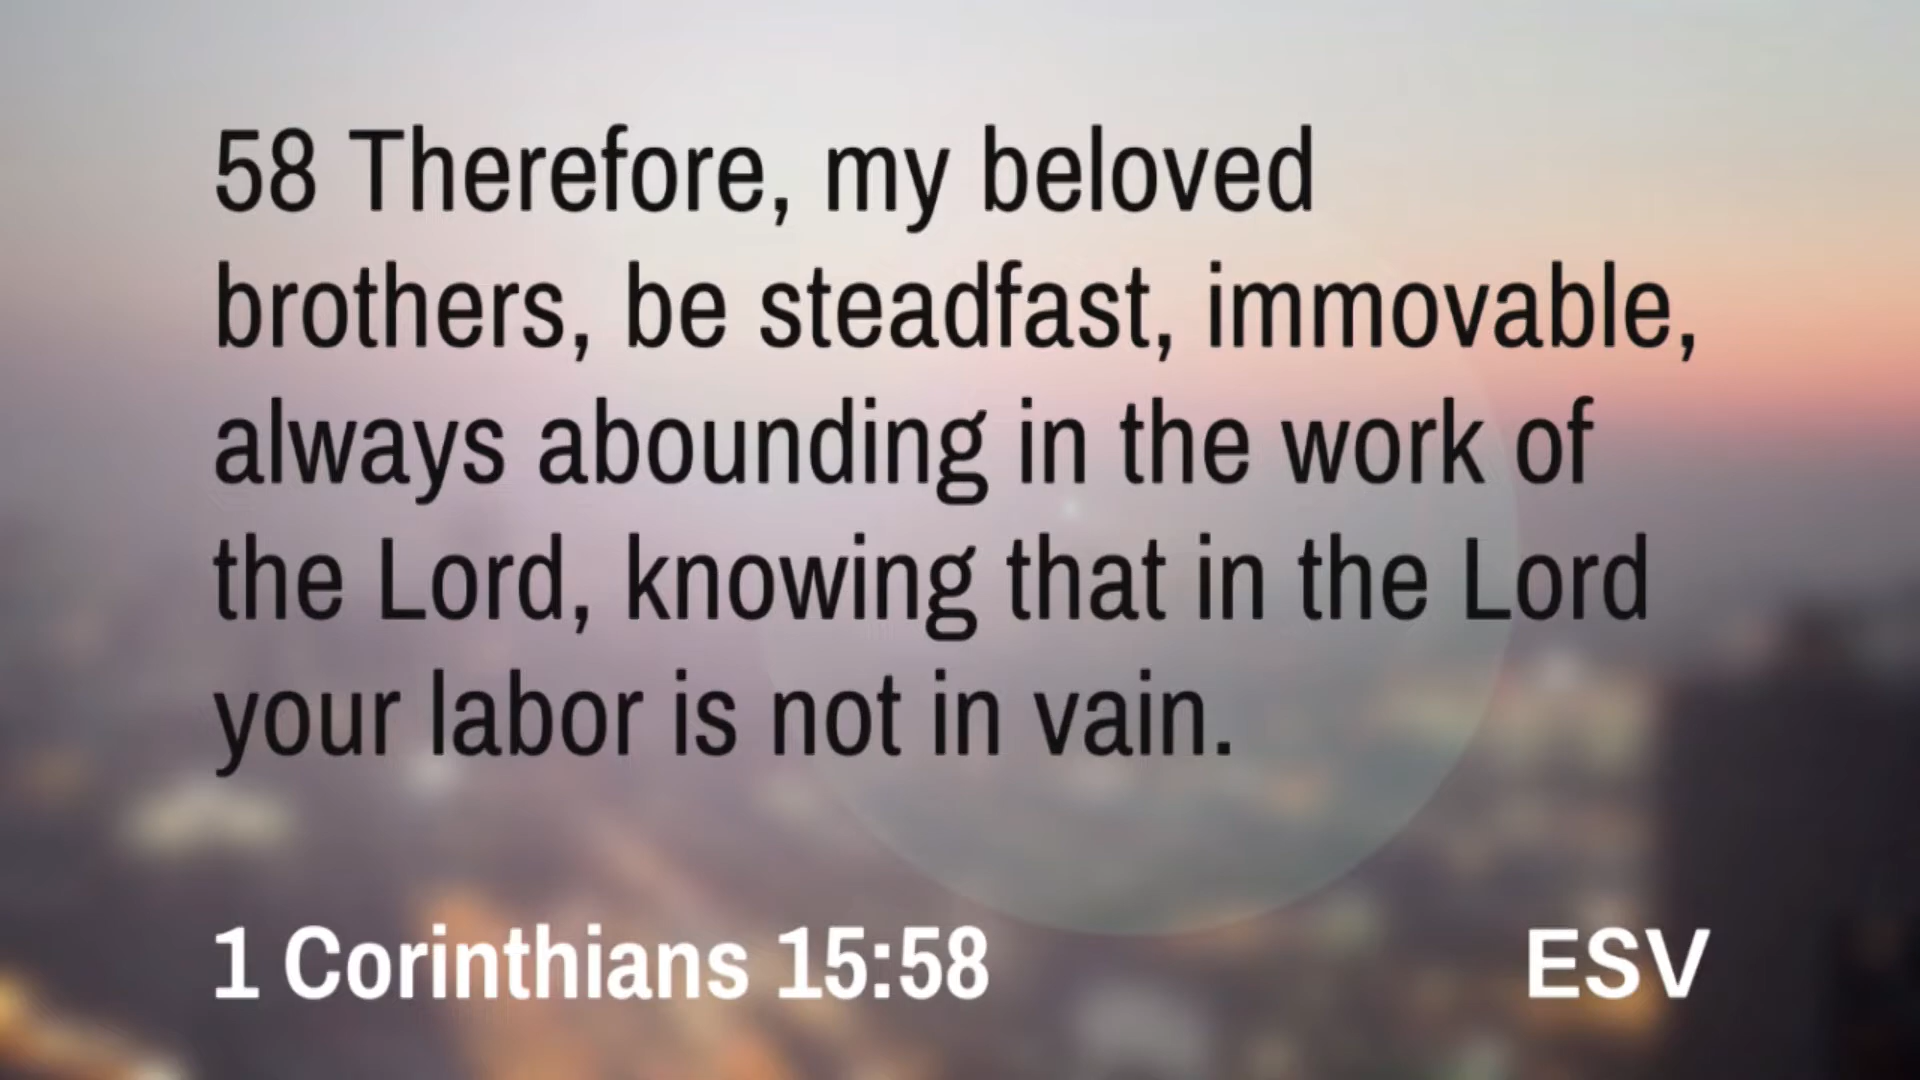 58 Therefore, my beloved
brothers, be steadfast, immovable,
always abounding in the work of
the Lord, knowing that in the Lord
your labor is not in vain.
1 Corinthians 15:58
ESV